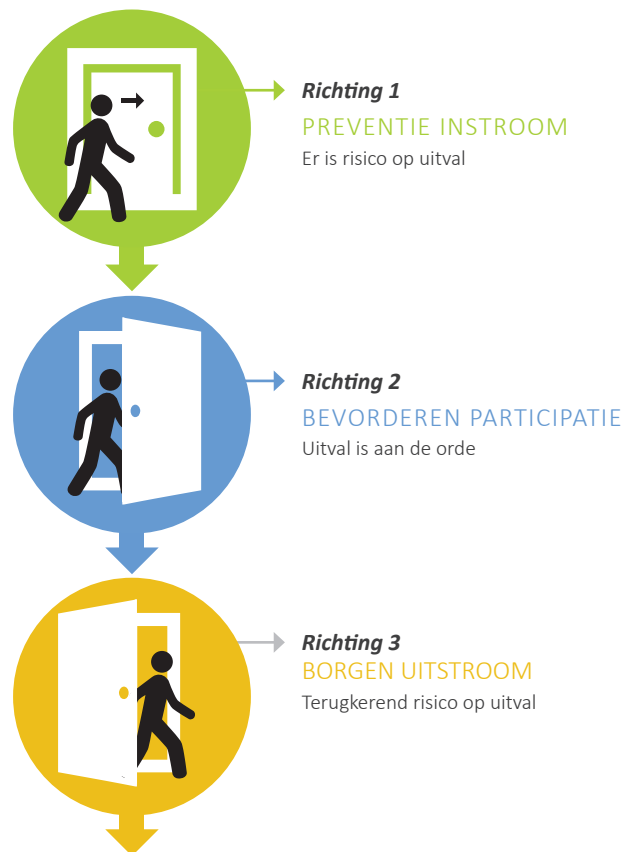 Richting 1
PREVENTIE INSTROOM
Er is risico op uitval
Richting 2
BEVORDEREN PARTICIPATIE
Uitval is aan de orde
Richting 3
BORGEN UITSTROOM
Terugkerend risico op uitval